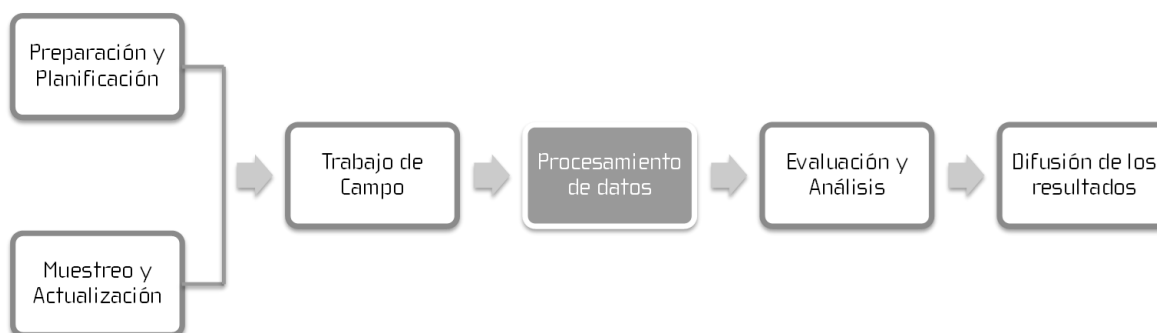 Preparación y
Planificación
Muestreo y
Actualización
Trabajo de
Campo
Procesamiento
de datos
Evaluación y
Análisis
Difusión de los
resultados